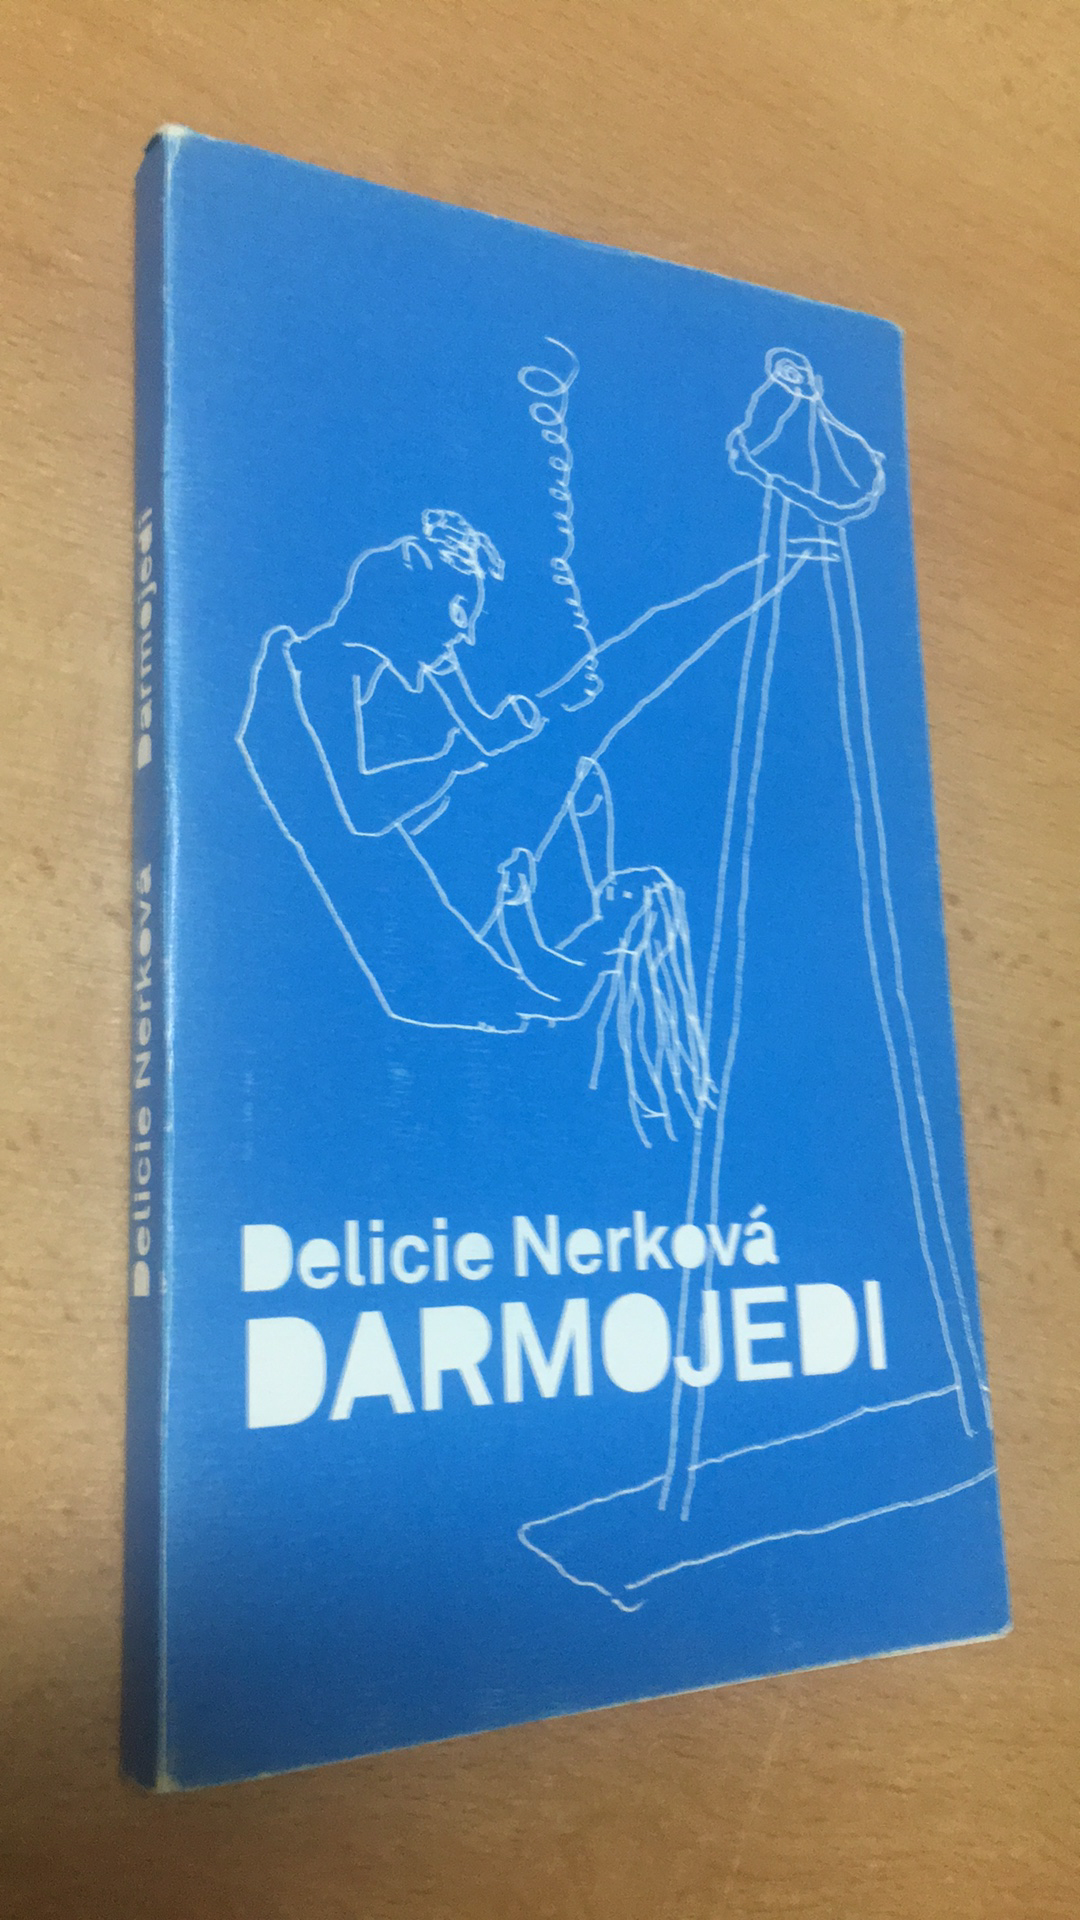 Delicie Nerková
DARMOJEDI
Delicie Nerková Darmojedi